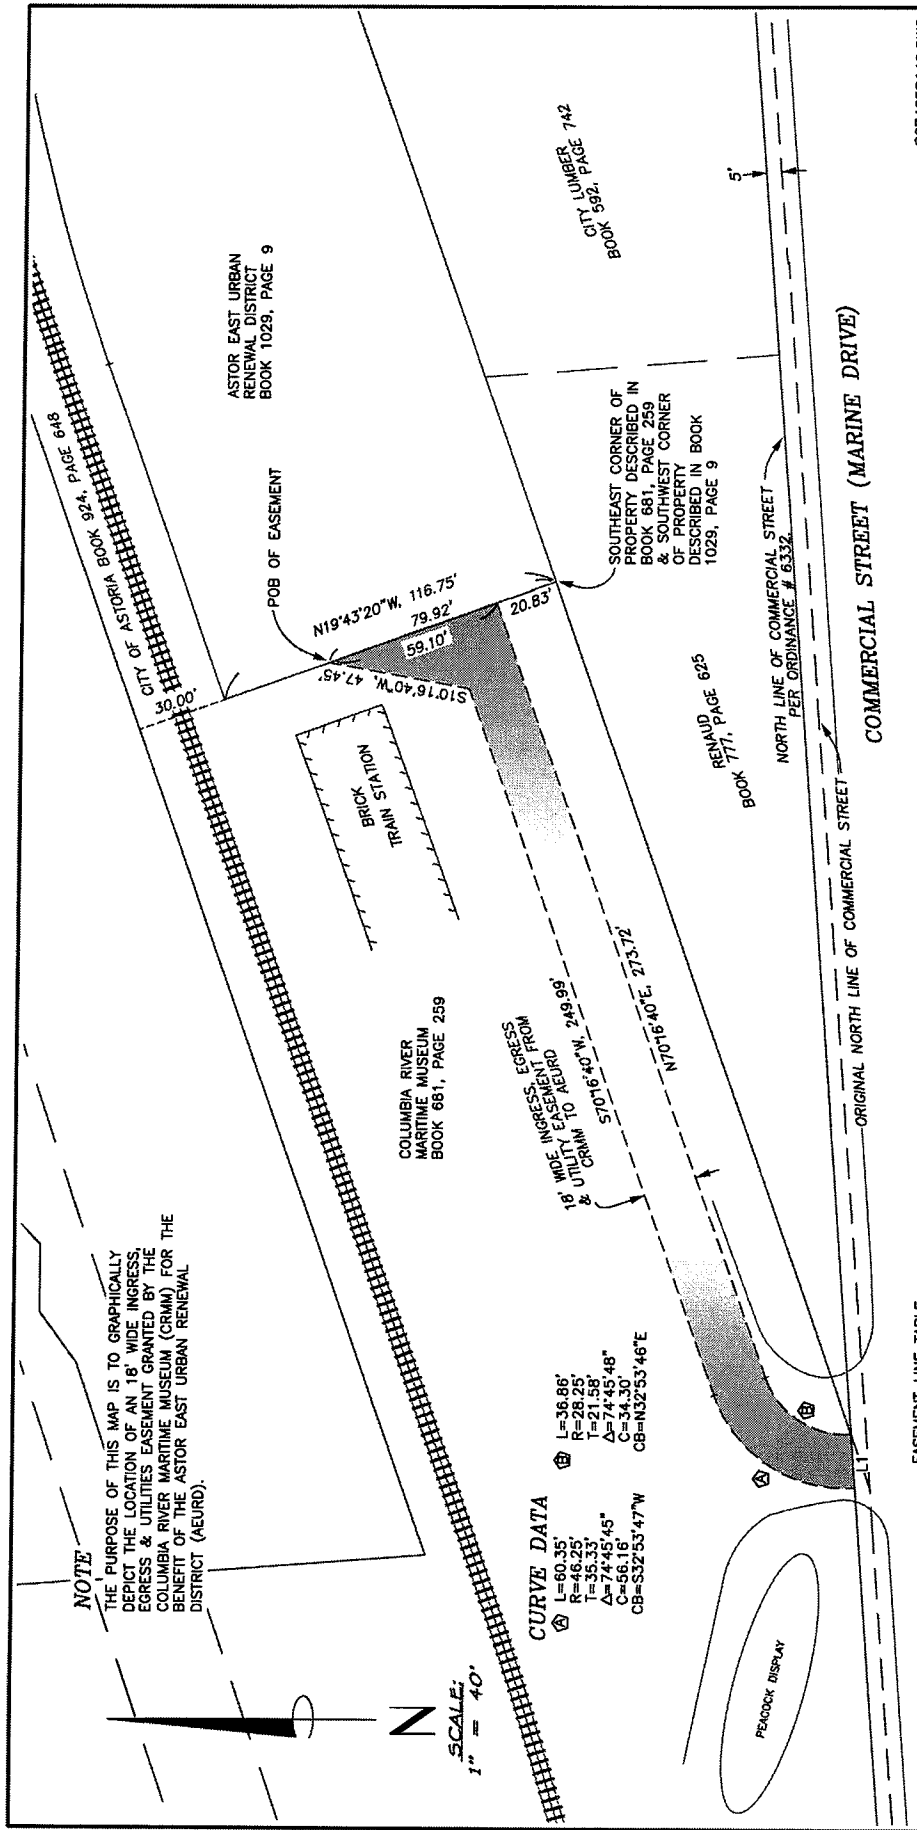 NOTE
THE PURPOSE OF THIS MAP IS TO GRAPHICALLY
DEPICT THE LOCATION OF AN 18' WIDE INGRESS,
EGRESS & UTILITIES EASEMENT GRANTED BY THE
COLUMBIA RIVER MARITIME MUSEUM (CRMM) FOR THE
BENEFIT OF THE ASTOR EAST URBAN RENEWAL
DISTRICT (AEURD).
N
SCALE:
1" = 40'
CITY OF ASTORIA BOOK 924, PAGE 648
30.00'
ASTOR EAST URBAN
RENEWAL DISTRICT
BOOK 1029, PAGE 9
POB OF EASEMENT
N19°43'20"W, 116.75'
79.92'
59.10'
20.83'
S10°16'40"W, 47.45'
BRICK
TRAIN STATION
COLUMBIA RIVER
MARITIME MUSEUM
BOOK 681, PAGE 259
CITY LUMBER
BOOK 592, PAGE 742
SOUTHEAST CORNER OF
PROPERTY DESCRIBED IN
BOOK 681, PAGE 259
& SOUTHWEST CORNER
OF PROPERTY
DESCRIBED IN BOOK
1029, PAGE 9
18' WIDE INGRESS, EGRESS
& UTILITY EASEMENT FROM
CRMM TO AEURD
S70°16'40"W, 249.99'
N70°16'40"E, 273.72'
RENAUD
BOOK 777, PAGE 625
5'
NORTH LINE OF COMMERCIAL STREET
PER ORDINANCE # 6332
ORIGINAL NORTH LINE OF COMMERCIAL STREET
COMMERCIAL STREET (MARINE DRIVE)
CURVE DATA
A L=60.35'
R=46.25'
T=35.33'
Δ=74°45'45"
C=56.16'
CB=S32°53'47"W
B L=36.86'
R=28.25'
T=21.58'
Δ=74°45'48"
C=34.30'
CB=N32°53'46"E
A
B
L1
PEACOCK DISPLAY
EASEMENT LINE TABLE